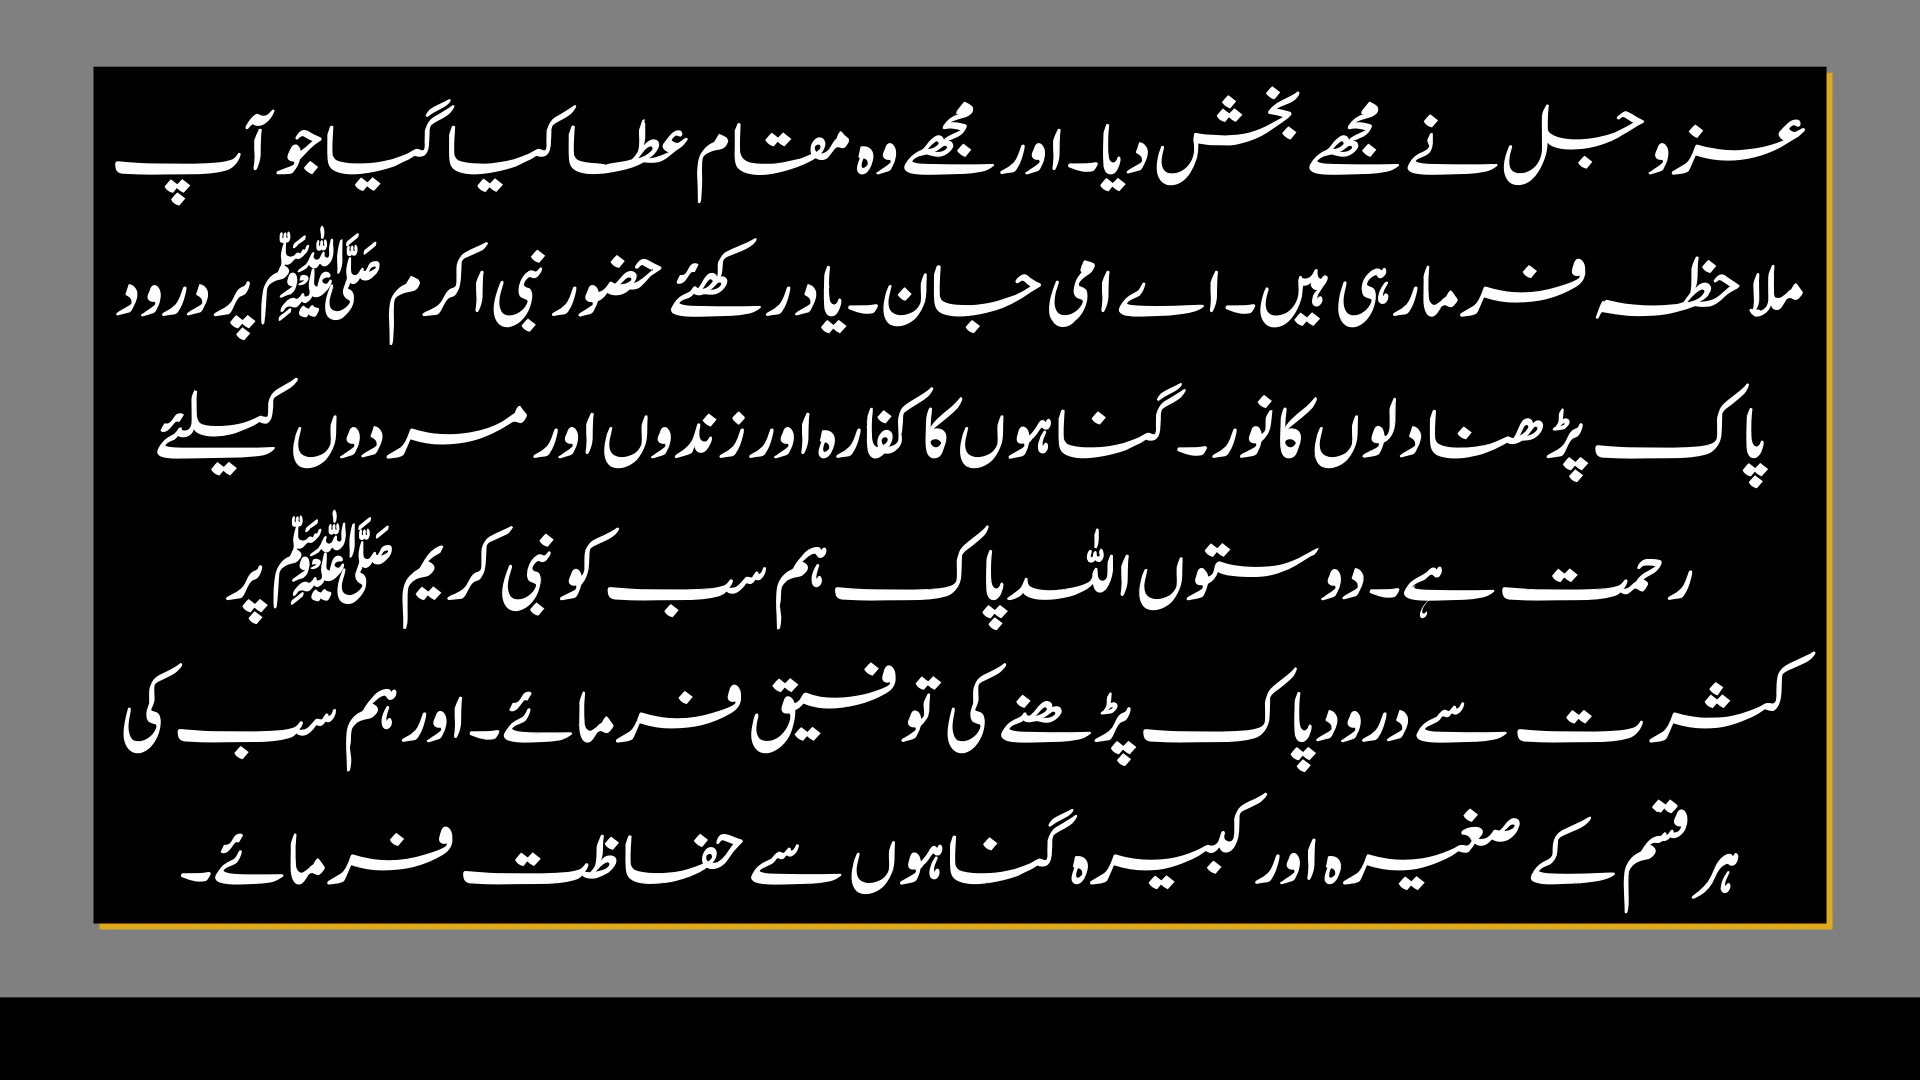 عزوجل نے مجھے بخش دیا۔اور مجھے وہ مقام عطا کیا گیا جو آپ
ملاحظہ فرما رہی ہیں۔اے امی جان۔یاد رکھئے حضور نبی اکرم ﷺ پر درود
پاک پڑھنا دلوں کا نور۔گناہوں کا کفارہ اور زندوں اور مردوں کیلئے
رحمت ہے۔دوستوں اللہ پاک ہم سب کو نبی کریم ﷺ پر
کثرت سے درود پاک پڑھنے کی توفیق فرمائے۔اور ہم سب کی
ہر قسم کے صغیرہ اور کبیرہ گناہوں سے حفاظت فرمائے۔